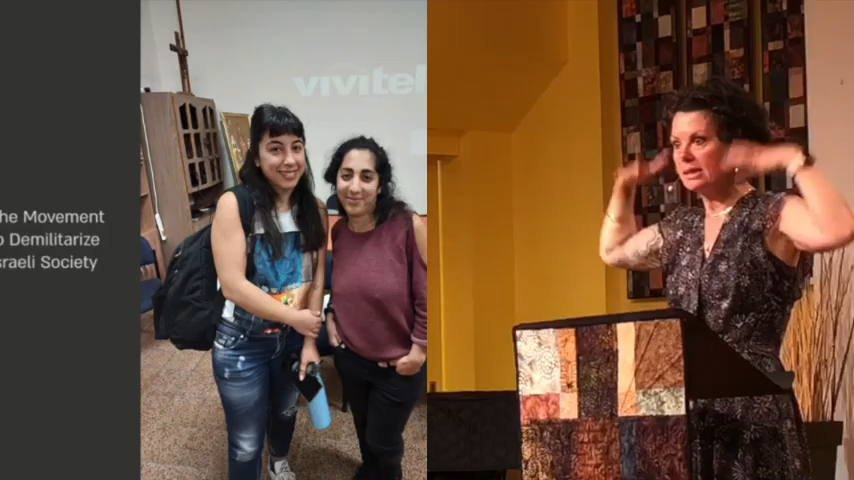 he Movement
o Demilitarize
sraeli Society
vivitel